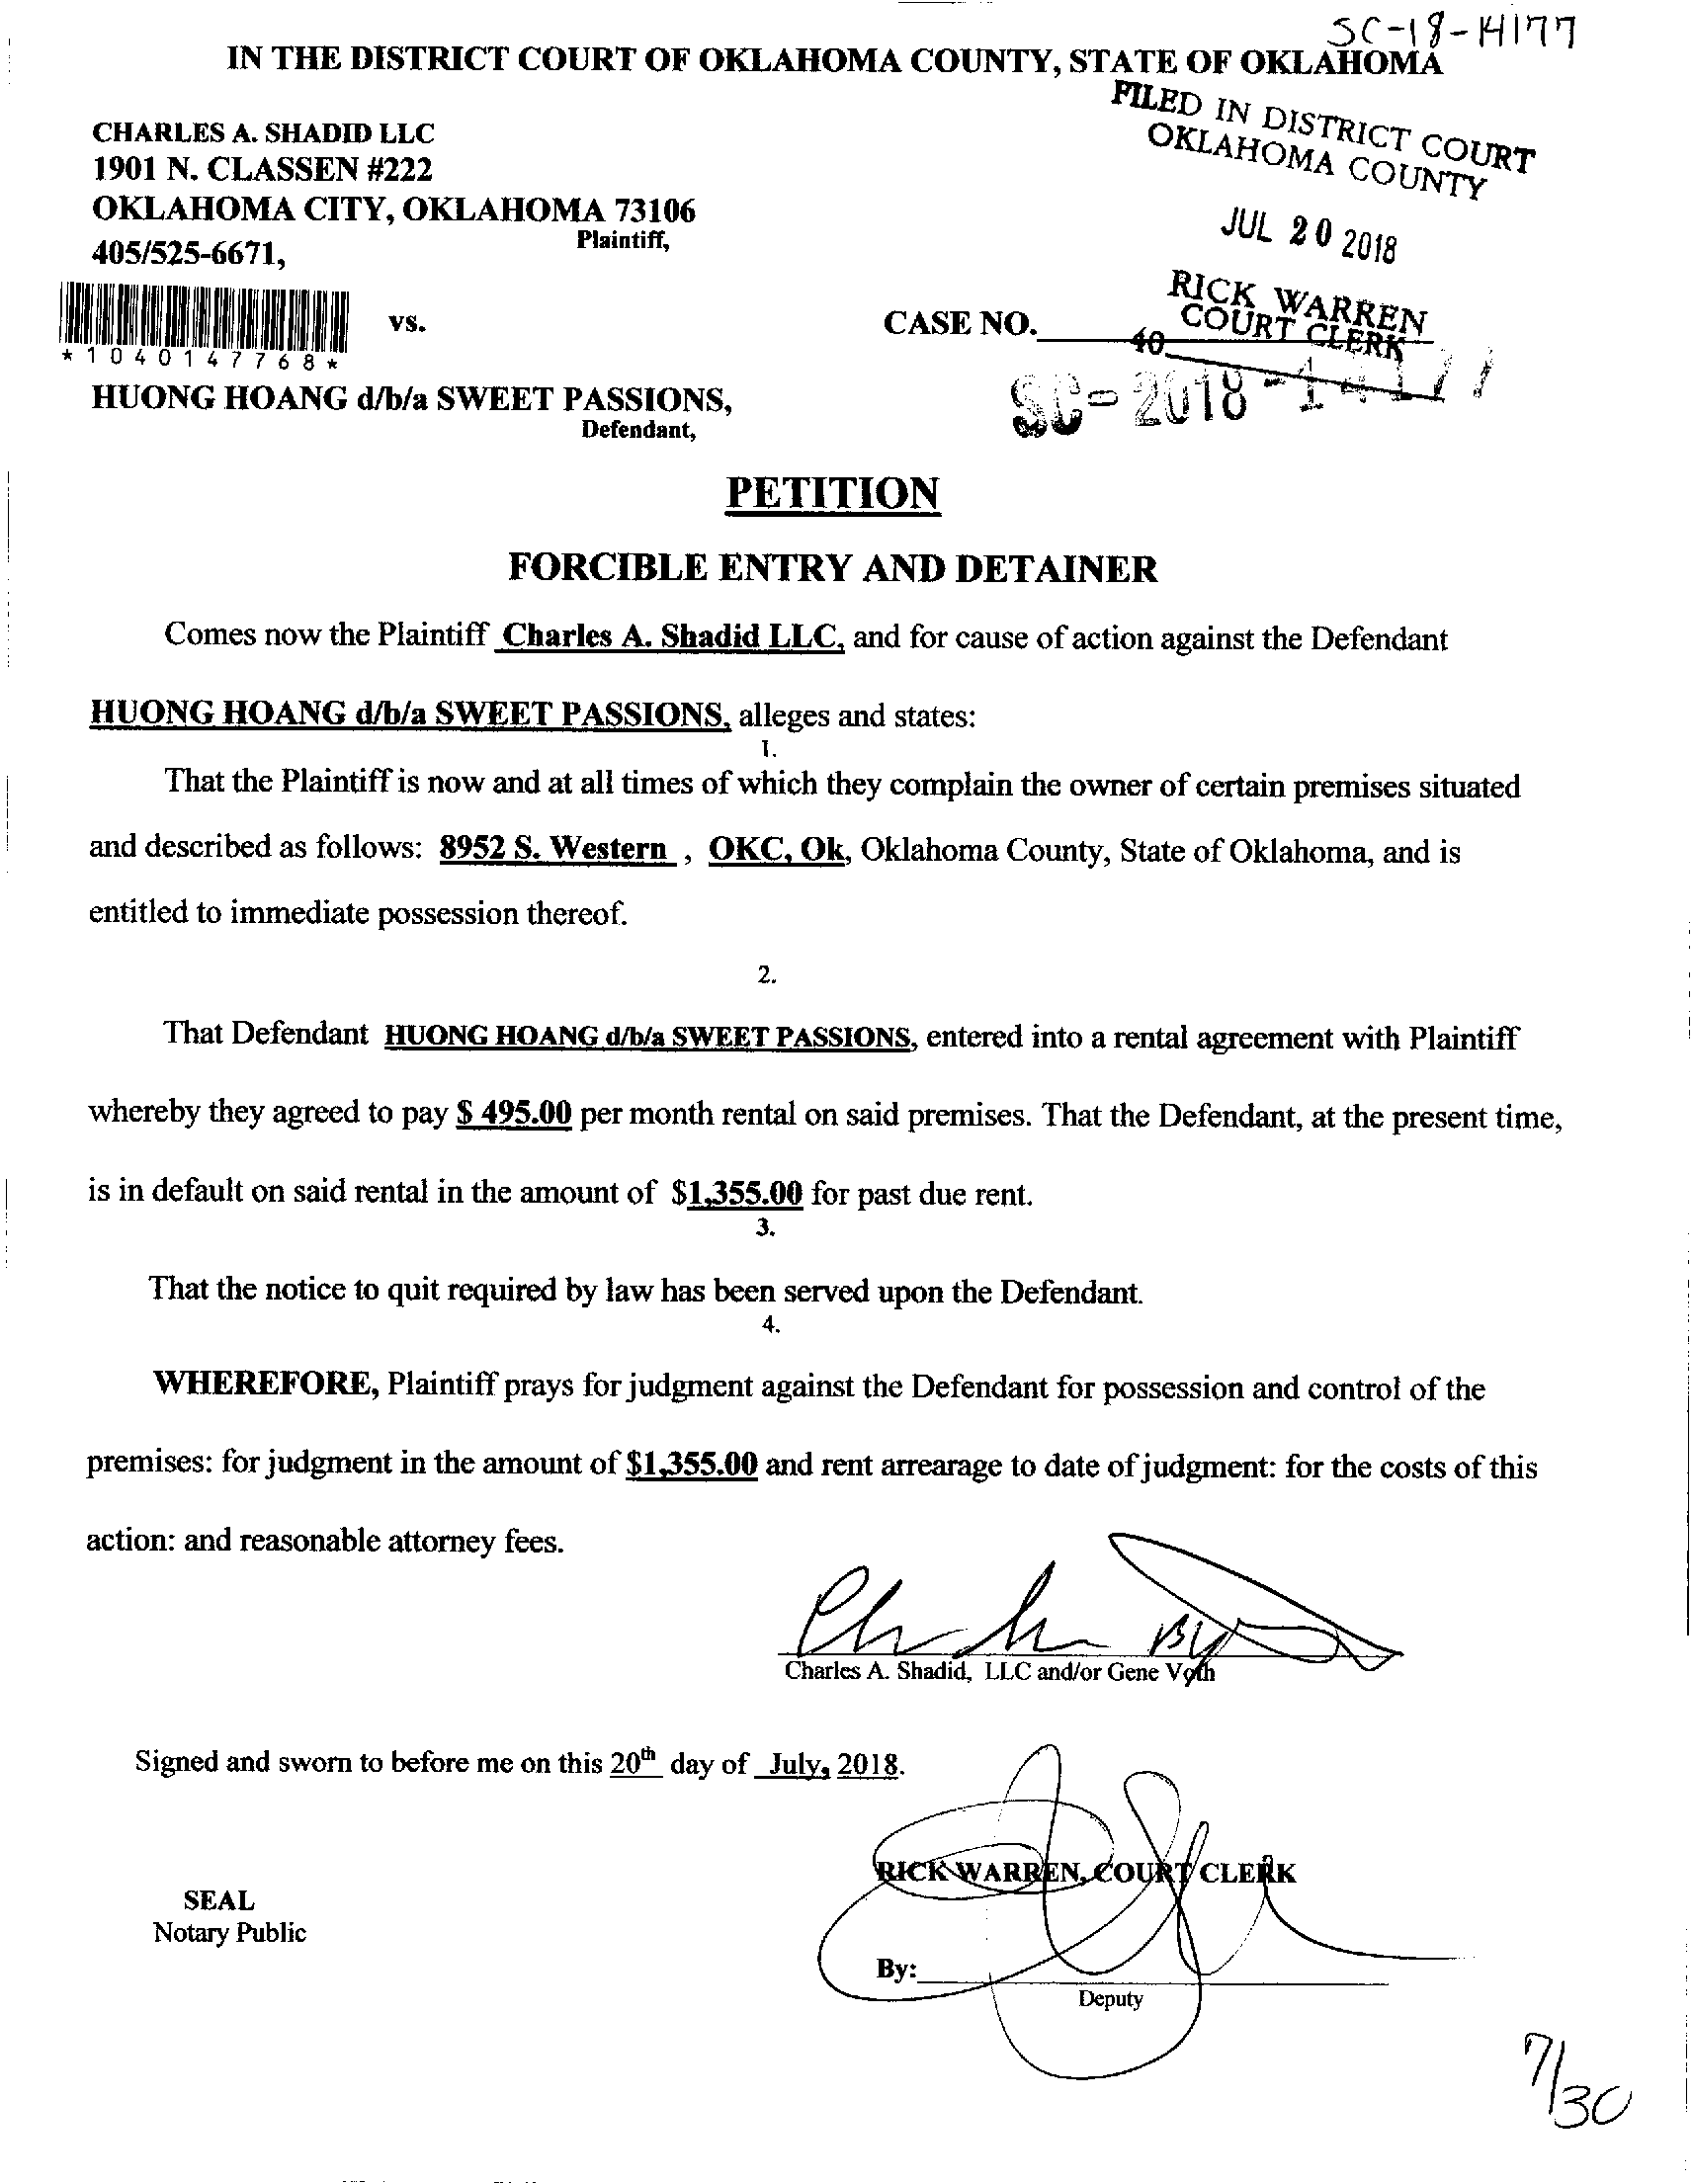 SC-18-14177
IN THE DISTRICT COURT OF OKLAHOMA COUNTY, STATE OF OKLAHOMA
FILED IN DISTRICT COURT
OKLAHOMA COUNTY
CHARLES A. SHADID LLC
1901 N. CLASSEN #222
OKLAHOMA CITY, OKLAHOMA 73106
Plaintiff,
405/525-6671,
JUL 20 2018
RICK WARREN
COURT CLERK
vs.
CASE NO.
40
*1040147768*
SC-2018-14177
HUONG HOANG d/b/a SWEET PASSIONS,
Defendant,
PETITION
FORCIBLE ENTRY AND DETAINER
Comes now the Plaintiff Charles A. Shadid LLC, and for cause of action against the Defendant
HUONG HOANG d/b/a SWEET PASSIONS, alleges and states:
1.
That the Plaintiff is now and at all times of which they complain the owner of certain premises situated
and described as follows: 8952 S. Western , OKC, Ok, Oklahoma County, State of Oklahoma, and is
entitled to immediate possession thereof.
2.
That Defendant HUONG HOANG d/b/a SWEET PASSIONS, entered into a rental agreement with Plaintiff
whereby they agreed to pay $ 495.00 per month rental on said premises. That the Defendant, at the present time,
is in default on said rental in the amount of $1,355.00 for past due rent.
3.
That the notice to quit required by law has been served upon the Defendant.
4.
WHEREFORE, Plaintiff prays for judgment against the Defendant for possession and control of the
premises: for judgment in the amount of $1,355.00 and rent arrearage to date of judgment: for the costs of this
action: and reasonable attorney fees.
By
Charles A. Shadid, LLC and/or Gene Voth
Signed and sworn to before me on this 20th day of July, 2018.
RICK WARREN, COURT CLERK
SEAL
Notary Public
By:
Deputy
7/30